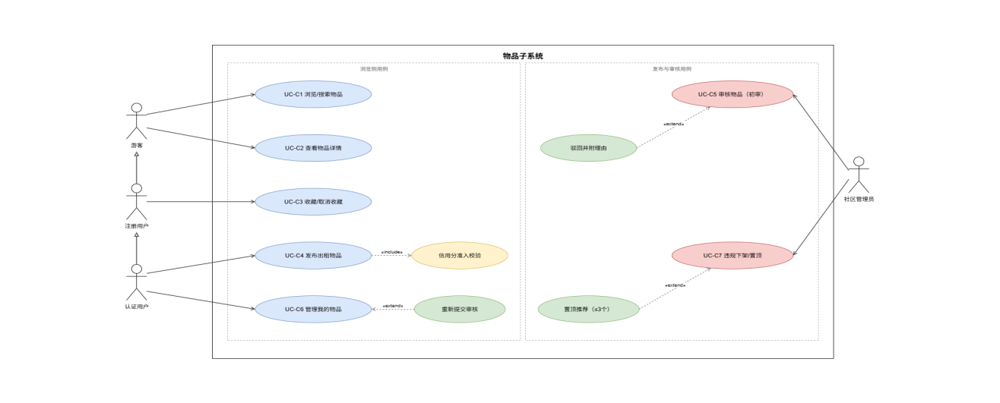 物品子系统
浏览侧用例
发布与审核用例
UC-C1 浏览/搜索物品
UC-C5 审核物品（初审）
«extend»
游客
UC-C2 查看物品详情
驳回并附理由
社区管理员
注册用户
UC-C3 收藏/取消收藏
UC-C4 发布出租物品
«include»
信用分准入校验
UC-C7 违规下架/置顶
«extend»
认证用户
UC-C6 管理我的物品
«extend»
重新提交审核
置顶推荐（≤3个）